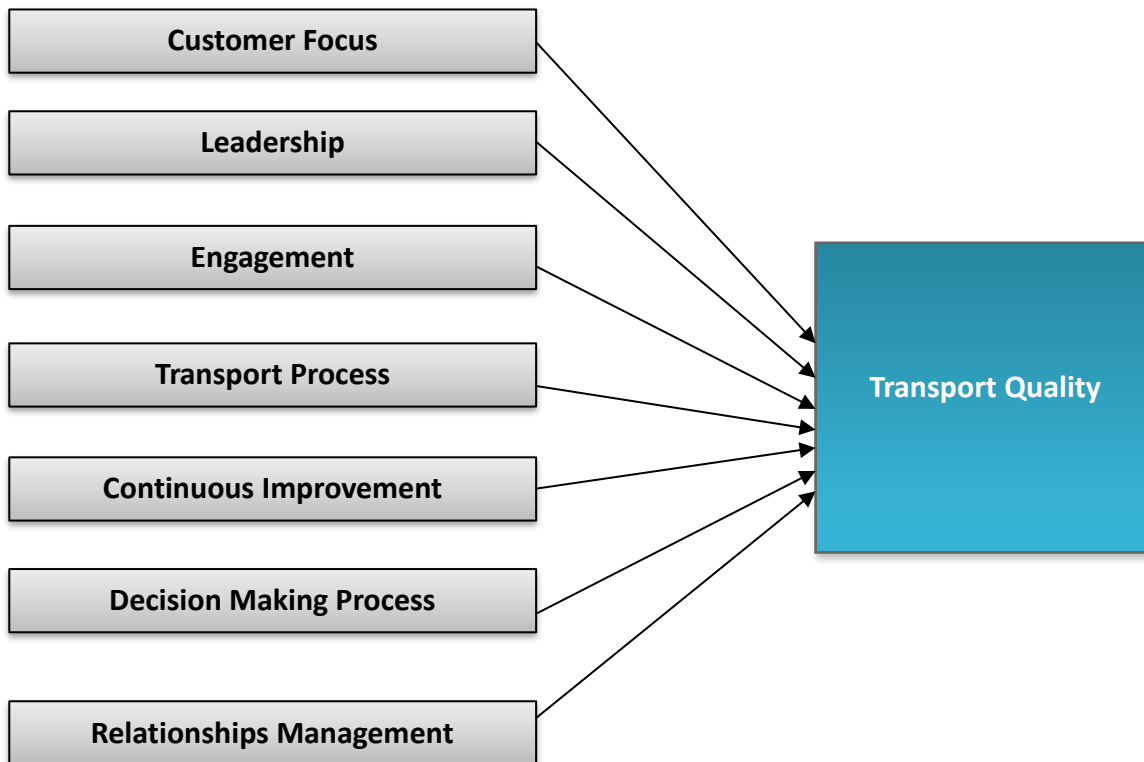 Customer Focus
Leadership
Engagement
Transport Process
Continuous Improvement
Decision Making Process
Relationships Management
Transport Quality